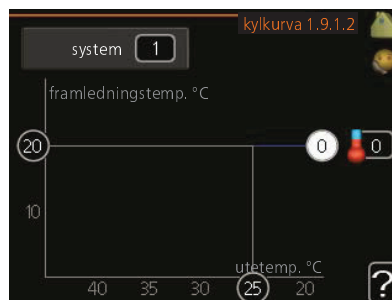 kylkurva 1.9.1.2
system 1
framledningstemp. °C
20 0 0
10
utetemp. °C
40 35 30 25 20
?